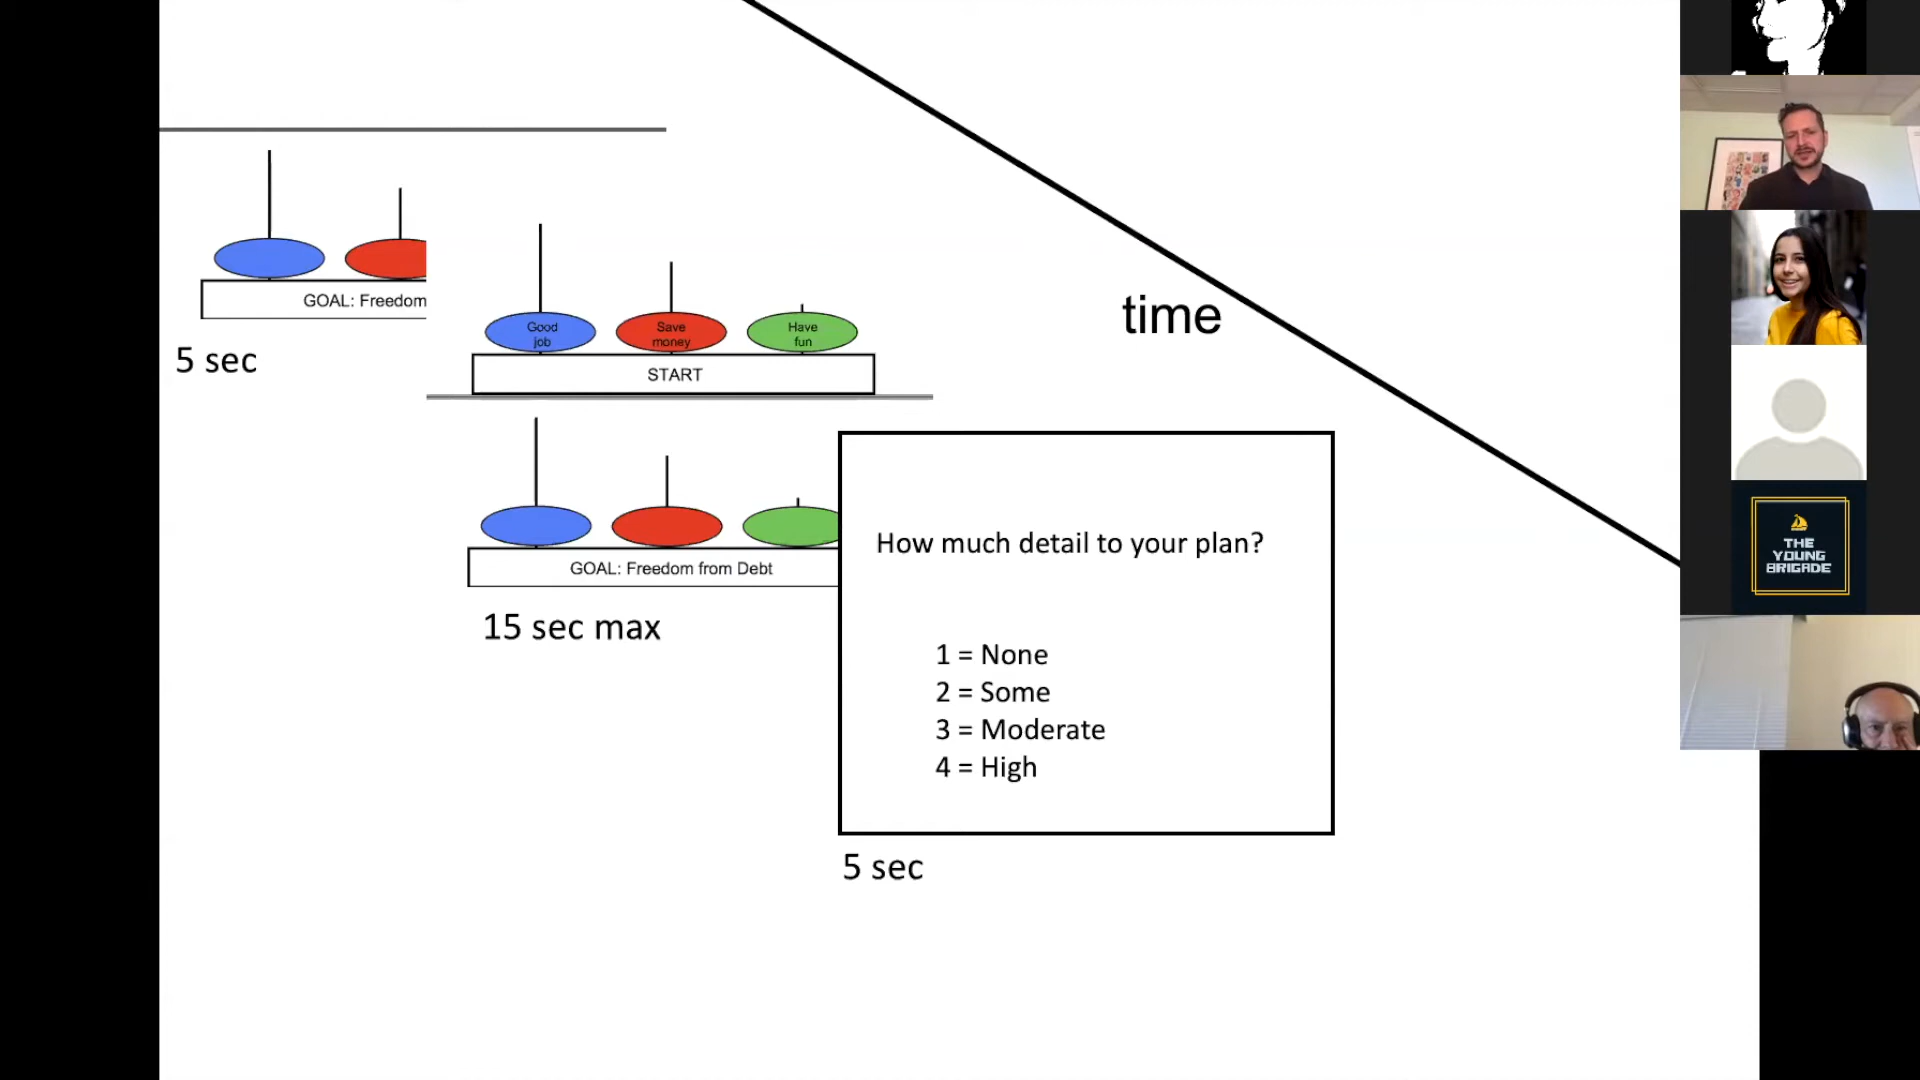 GOAL: Freedom
5 sec
Good
job
Save
money
Have
fun
START
GOAL: Freedom from Debt
15 sec max
time
How much detail to your plan?
1 = None
2 = Some
3 = Moderate
4 = High
5 sec
THE
YOUNG
BRIGADE